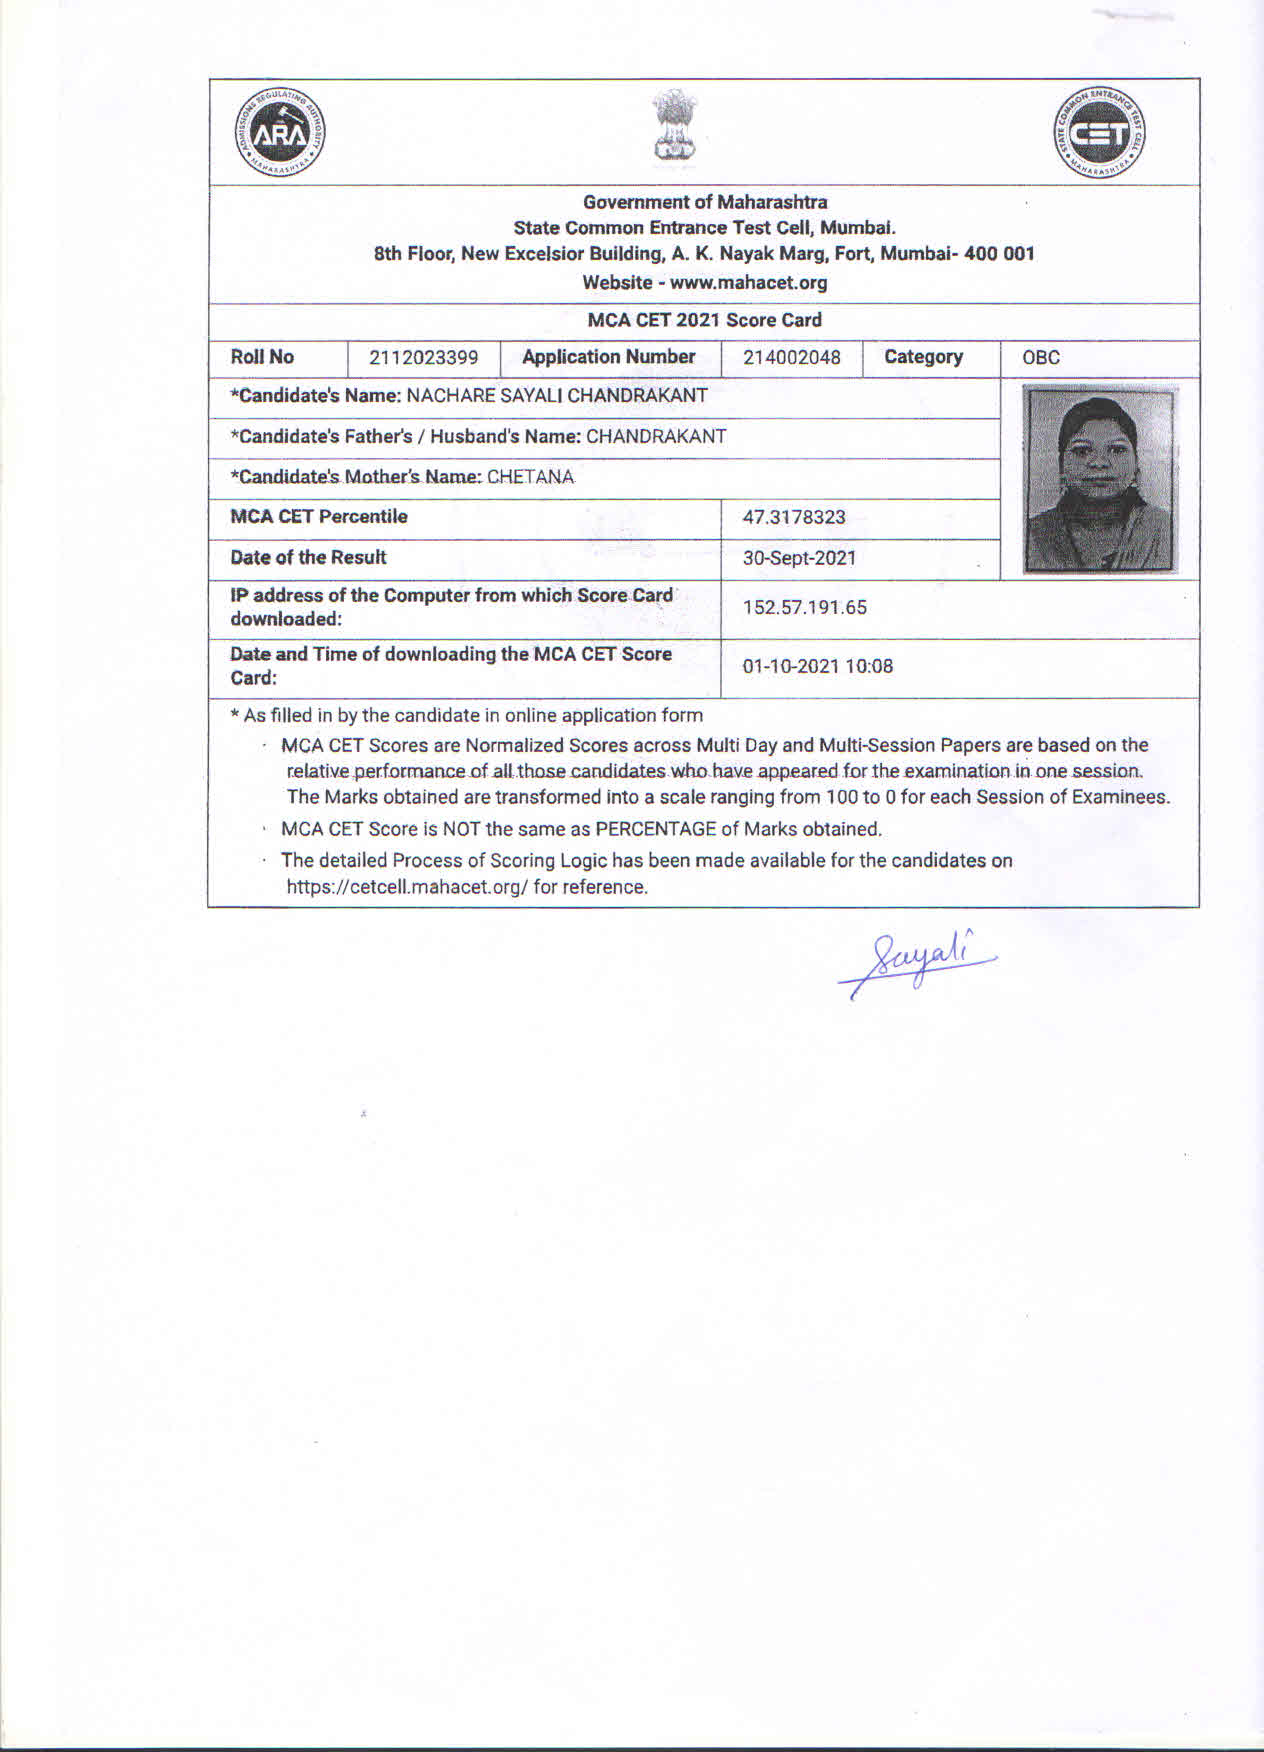 ADMISSIONS REGULATING AUTHORITY
ARA
MAHARASHTRA
STATE COMMON ENTRANCE TEST CELL
CET
MAHARASHTRA
Government of Maharashtra
State Common Entrance Test Cell, Mumbai.
8th Floor, New Excelsior Building, A. K. Nayak Marg, Fort, Mumbai- 400 001
Website - www.mahacet.org
MCA CET 2021 Score Card
Roll No 2112023399 Application Number 214002048 Category OBC
*Candidate's Name: NACHARE SAYALI CHANDRAKANT
*Candidate's Father's / Husband's Name: CHANDRAKANT
*Candidate's Mother's Name: CHETANA
MCA CET Percentile 47.3178323
Date of the Result 30-Sept-2021
IP address of the Computer from which Score Card
downloaded: 152.57.191.65
Date and Time of downloading the MCA CET Score
Card: 01-10-2021 10:08
* As filled in by the candidate in online application form
· MCA CET Scores are Normalized Scores across Multi Day and Multi-Session Papers are based on the
relative performance of all those candidates who have appeared for the examination in one session.
The Marks obtained are transformed into a scale ranging from 100 to 0 for each Session of Examinees.
· MCA CET Score is NOT the same as PERCENTAGE of Marks obtained.
· The detailed Process of Scoring Logic has been made available for the candidates on
https://cetcell.mahacet.org/ for reference.
Sayali